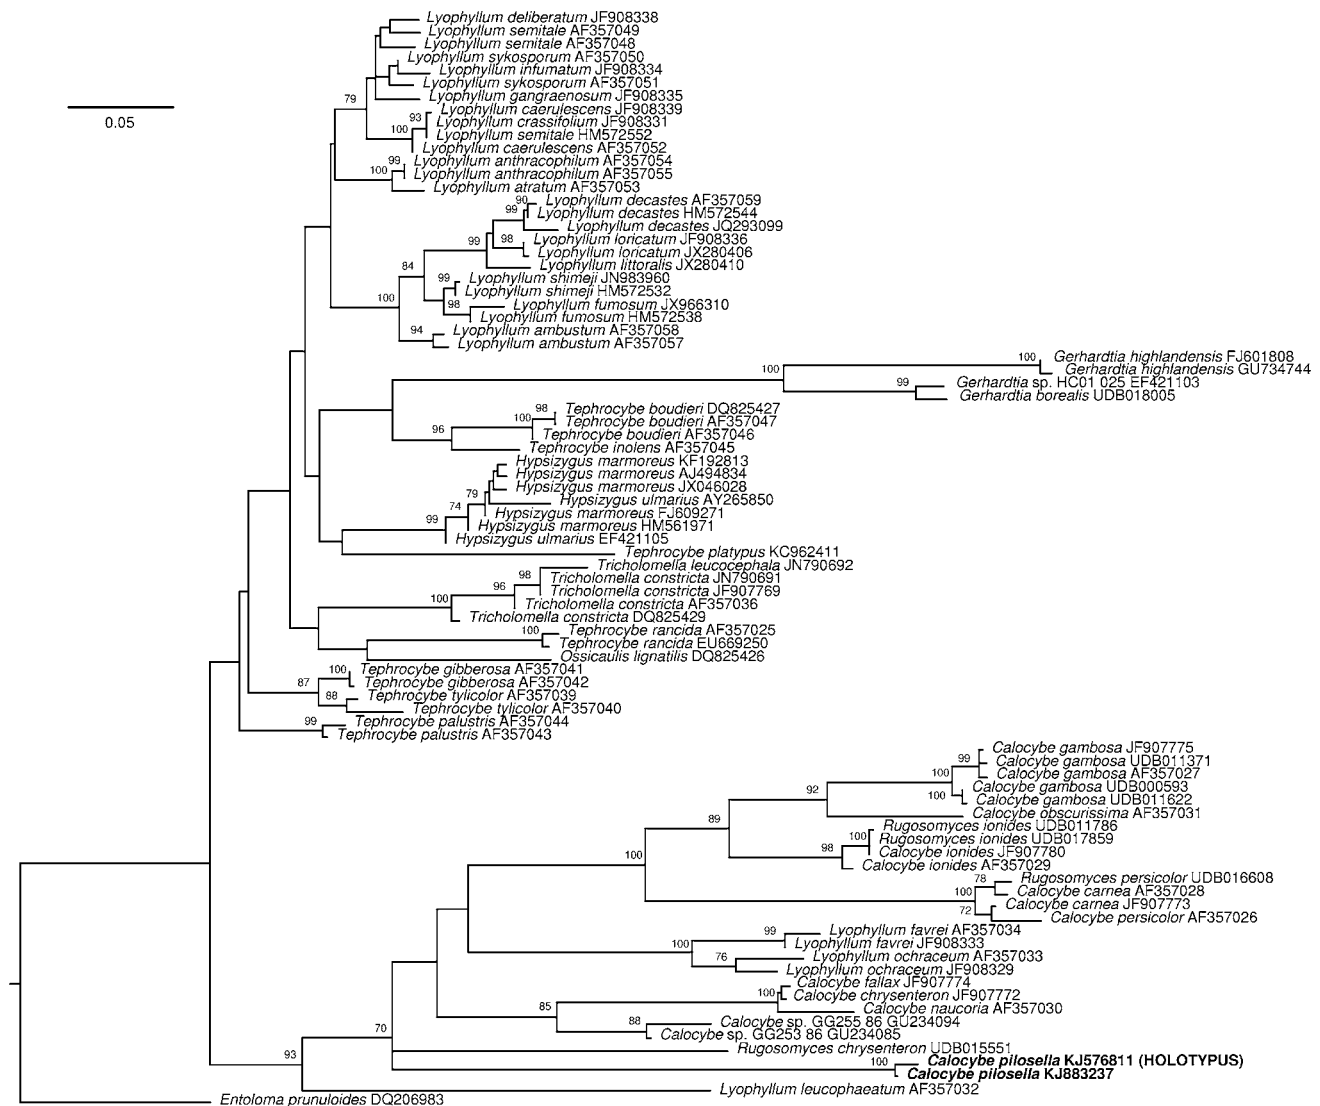 Lyophyllum deliberatum JF908338
Lyophyllum semitale AF357049
Lyophyllum semitale AF357048
Lyophyllum sykosporum AF357050
Lyophyllum infumatum JF908334
Lyophyllum sykosporum AF357051
Lyophyllum gangraenosum JF908335
79
0.05
Lyophyllum caerulescens JF908339
93
Lyophyllum crassifolium JF908331
100
Lyophyllum semitale HM572552
Lyophyllum caerulescens AF357052
99
Lyophyllum anthracophilum AF357054
100
Lyophyllum anthracophilum AF357055
Lyophyllum atratum AF357053
90
Lyophyllum decastes AF357059
99
Lyophyllum decastes HM572544
Lyophyllum decastes JQ293099
99
98
Lyophyllum loricatum JF908336
Lyophyllum loricatum JX280406
Lyophyllum littoralis JX280410
84
99
Lyophyllum shimeji JN983960
Lyophyllum shimeji HM572532
100
98
Lyophyllum fumosum JX966310
Lyophyllum fumosum HM572538
94
Lyophyllum ambustum AF357058
Lyophyllum ambustum AF357057
100
Gerhardtia highlandensis FJ601808
100
Gerhardtia highlandensis GU734744
99
Gerhardtia sp. HC01 025 EF421103
Gerhardtia borealis UDB018005
98
Tephrocybe boudieri DQ825427
100
Tephrocybe boudieri AF357047
96
Tephrocybe boudieri AF357046
Tephrocybe inolens AF357045
Hypsizygus marmoreus KF192813
Hypsizygus marmoreus AJ494834
Hypsizygus marmoreus JX046028
79
Hypsizygus ulmarius AY265850
74
Hypsizygus marmoreus FJ609271
99
Hypsizygus marmoreus HM561971
Hypsizygus ulmarius EF421105
Tephrocybe platypus KC962411
Tricholomella leucocephala JN790692
98
Tricholomella constricta JN790691
96
Tricholomella constricta JF907769
100
Tricholomella constricta AF357036
Tricholomella constricta DQ825429
100
Tephrocybe rancida AF357025
Tephrocybe rancida EU669250
Ossicaulis lignatilis DQ825426
100
Tephrocybe gibberosa AF357041
87
Tephrocybe gibberosa AF357042
88
Tephrocybe tylicolor AF357039
Tephrocybe tylicolor AF357040
99
Tephrocybe palustris AF357044
Tephrocybe palustris AF357043
Calocybe gambosa JF907775
99
Calocybe gambosa UDB011371
100
Calocybe gambosa AF357027
92
Calocybe gambosa UDB000593
100
Calocybe gambosa UDB011622
Calocybe obscurissima AF357031
89
Rugosomyces ionides UDB011786
100
Rugosomyces ionides UDB017859
98
Calocybe ionides JF907780
100
Calocybe ionides AF357029
78
Rugosomyces persicolor UDB016608
100
Calocybe carnea AF357028
72
Calocybe carnea JF907773
Calocybe persicolor AF357026
99
Lyophyllum favrei AF357034
100
Lyophyllum favrei JF908333
76
Lyophyllum ochraceum AF357033
Lyophyllum ochraceum JF908329
Calocybe fallax JF907774
100
Calocybe chrysenteron JF907772
85
Calocybe naucoria AF357030
88
Calocybe sp. GG255 86 GU234094
Calocybe sp. GG253 86 GU234085
70
Rugosomyces chrysenteron UDB015551
100
Calocybe pilosella KJ576811 (HOLOTYPUS)
93
Calocybe pilosella KJ883237
Lyophyllum leucophaeatum AF357032
Entoloma prunuloides DQ206983